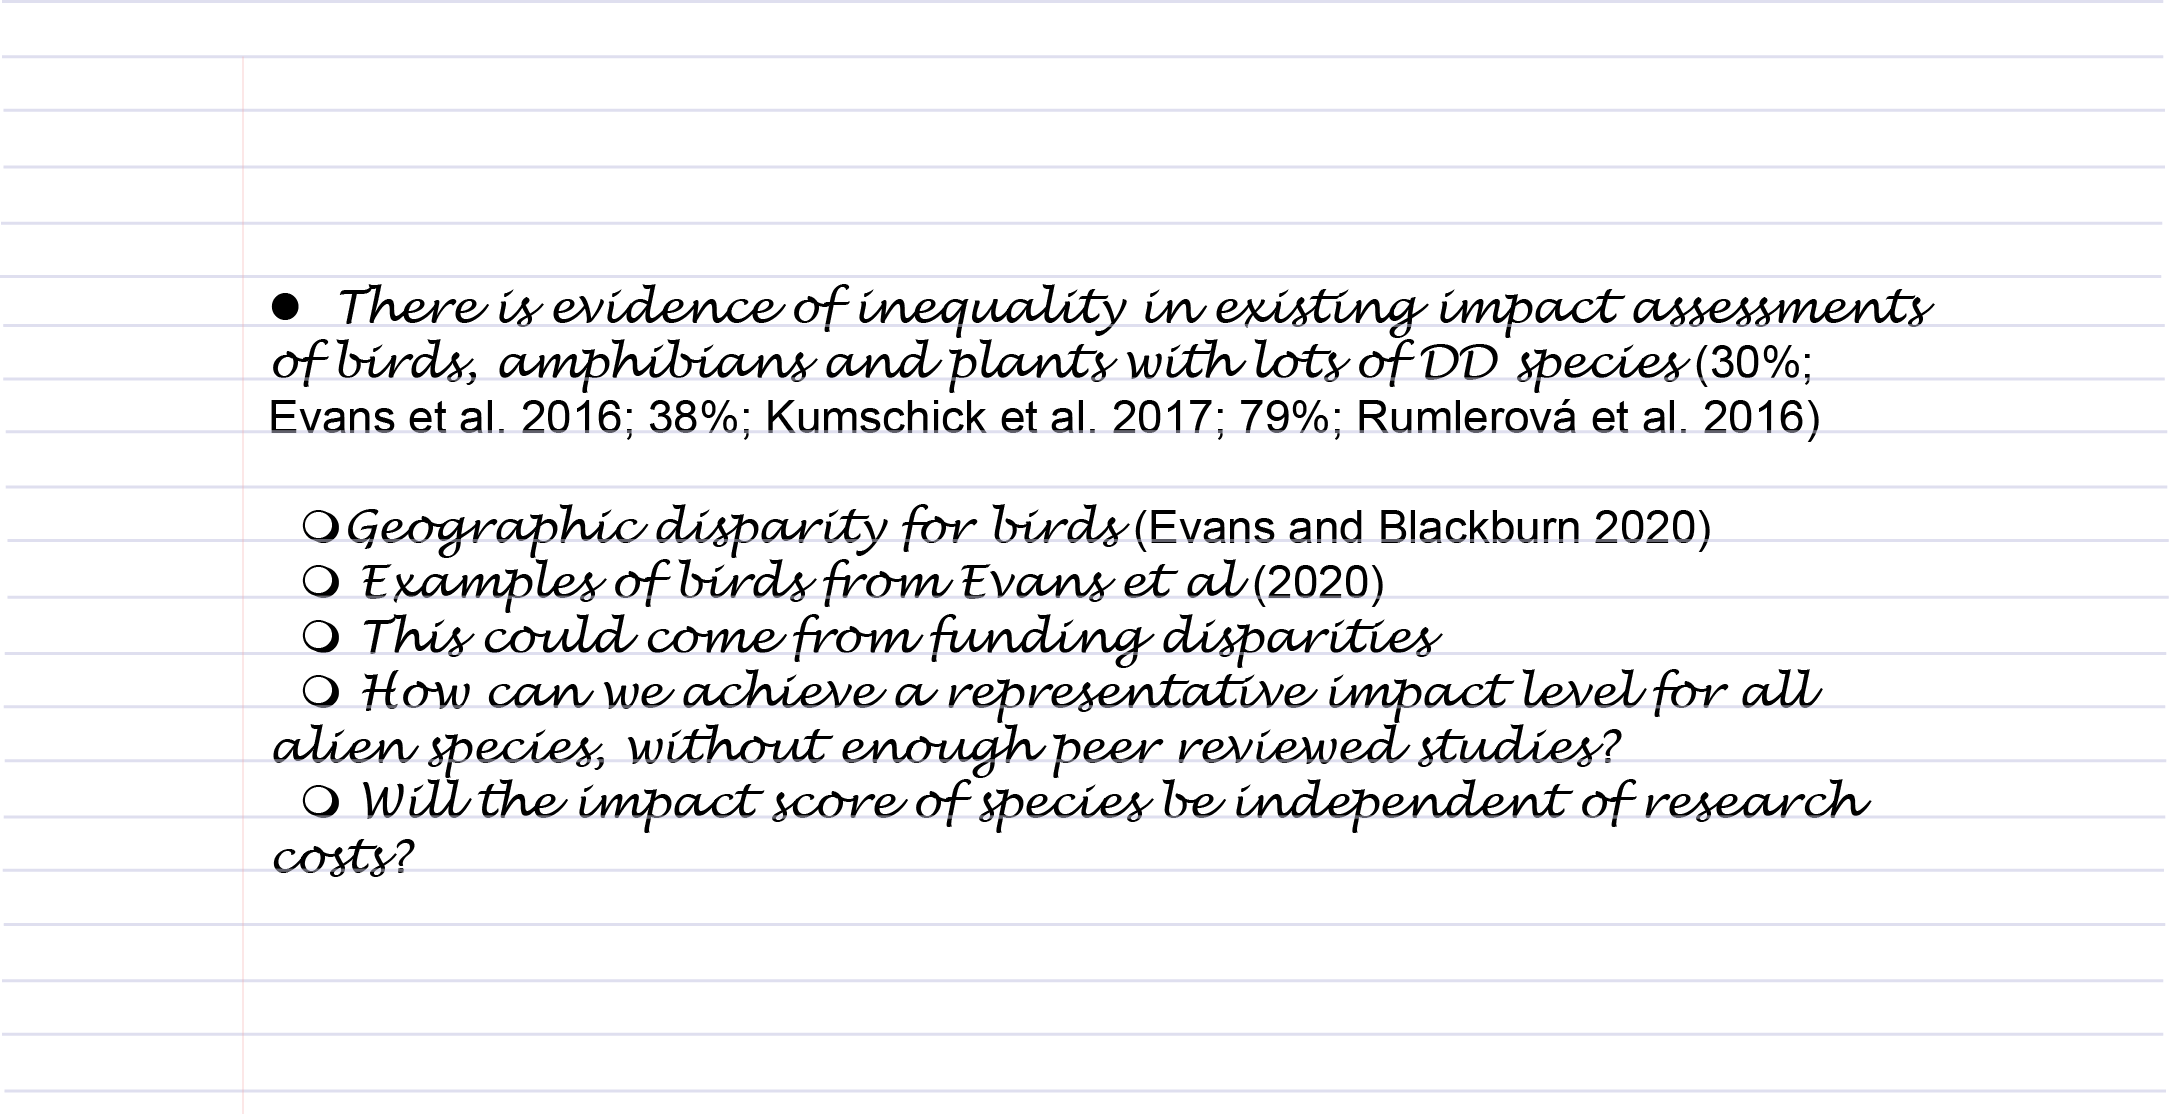 ● There is evidence of inequality in existing impact assessments
of birds, amphibians and plants with lots of DD species (30%;
Evans et al. 2016; 38%; Kumschick et al. 2017; 79%; Rumlerová et al. 2016)
❍ Geographic disparity for birds (Evans and Blackburn 2020)
❍ Examples of birds from Evans et al (2020)
❍ This could come from funding disparities
❍ How can we achieve a representative impact level for all
alien species, without enough peer reviewed studies?
❍ Will the impact score of species be independent of research
costs?